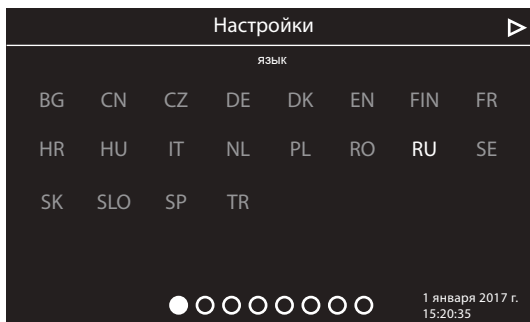 Настройки
язык
BG CN CZ DE DK EN FIN FR
HR HU IT NL PL RO RU SE
SK SLO SP TR
1 января 2017 г.
15:20:35